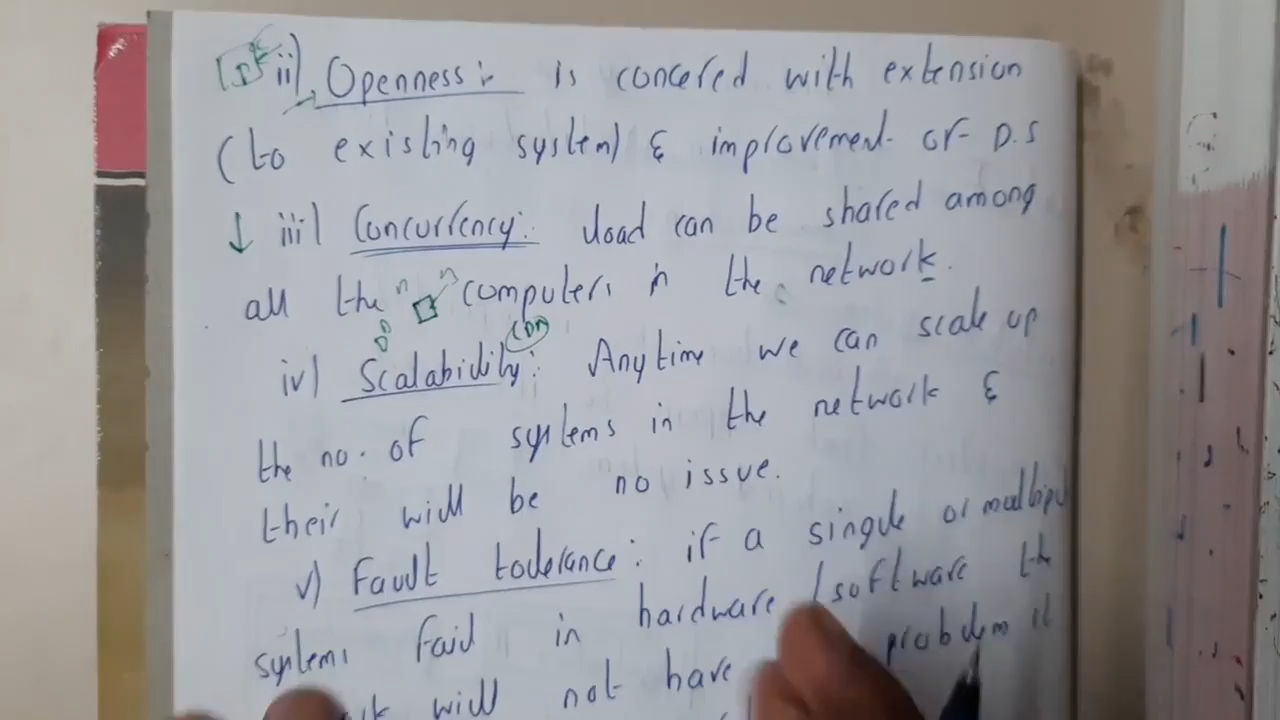 ii) Openness: is concered with extension
(to existing system) & improvement of D.S
iii) Concurrency: load can be shared among
all the "n" computers in the network.
iv) Scalability: Anytime we can scale up
the no. of systems in the network &
their will be no issue.
v) Fault tolerance: if a single or
systems fail in hardware/software the
will not have problem it